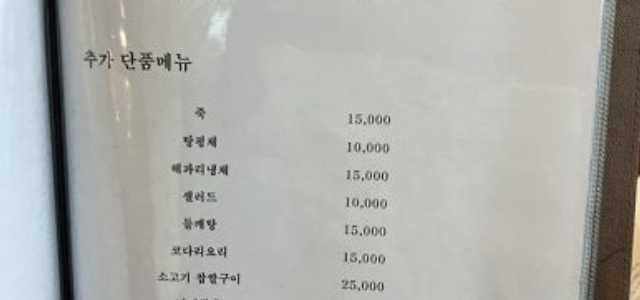 추가 단품메뉴
죽 15,000
탕평채 10,000
해파리냉채 15,000
샐러드 10,000
들깨탕 15,000
코다리요리 15,000
소고기 찹쌀구이 25,000